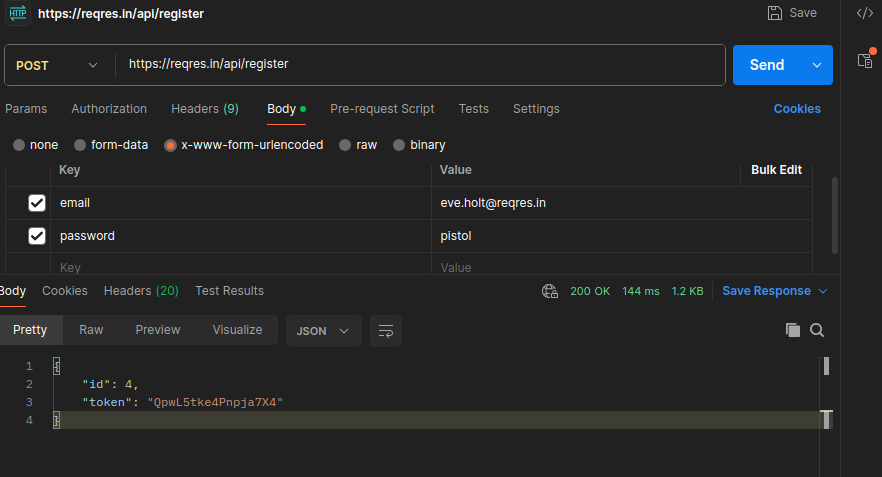 HTTP https://reqres.in/api/register Save
POST https://reqres.in/api/register Send
Params Authorization Headers (9) Body Pre-request Script Tests Settings Cookies
none form-data x-www-form-urlencoded raw binary
Key Value Bulk Edit
email eve.holt@reqres.in
password pistol
Key Value
Body Cookies Headers (20) Test Results 200 OK 144 ms 1.2 KB Save Response
Pretty Raw Preview Visualize JSON
1 {
2 "id": 4,
3 "token": "QpwL5tke4Pnpja7X4"
4 }